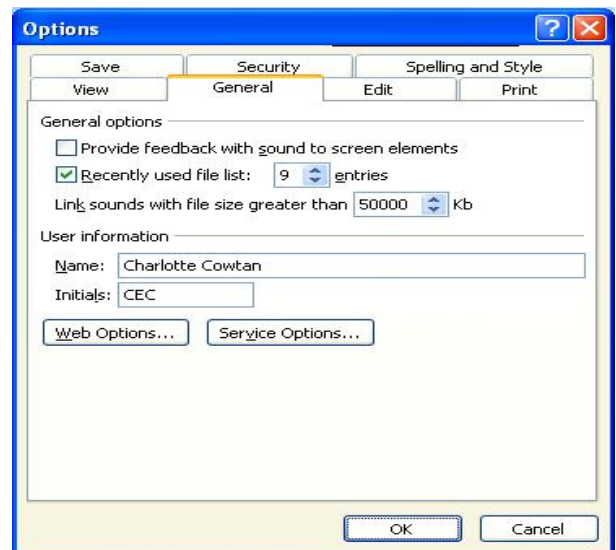 Options
Save Security Spelling and Style
View General Edit Print
General options
Provide feedback with sound to screen elements
Recently used file list: 9 entries
Link sounds with file size greater than 50000 Kb
User information
Name: Charlotte Cowtan
Initials: CEC
Web Options... Service Options...
OK Cancel